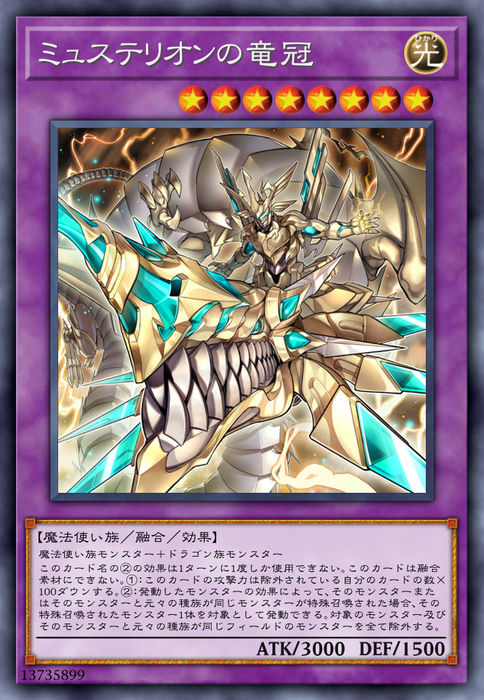 ミュステリオンの竜冠
ひかり
光
【魔法使い族／融合／効果】
魔法使い族モンスター＋ドラゴン族モンスター
このカード名の②の効果は1ターンに1度しか使用できない。このカードは融合
素材にできない。①：このカードの攻撃力は除外されている自分のカードの数×
100ダウンする。②：発動したモンスターの効果によって、そのモンスターまた
はそのモンスターと元々の種族が同じモンスターが特殊召喚された場合、その
特殊召喚されたモンスター1体を対象として発動できる。対象のモンスター及び
そのモンスターと元々の種族が同じフィールドのモンスターを全て除外する。
ATK/3000 DEF/1500
13735899